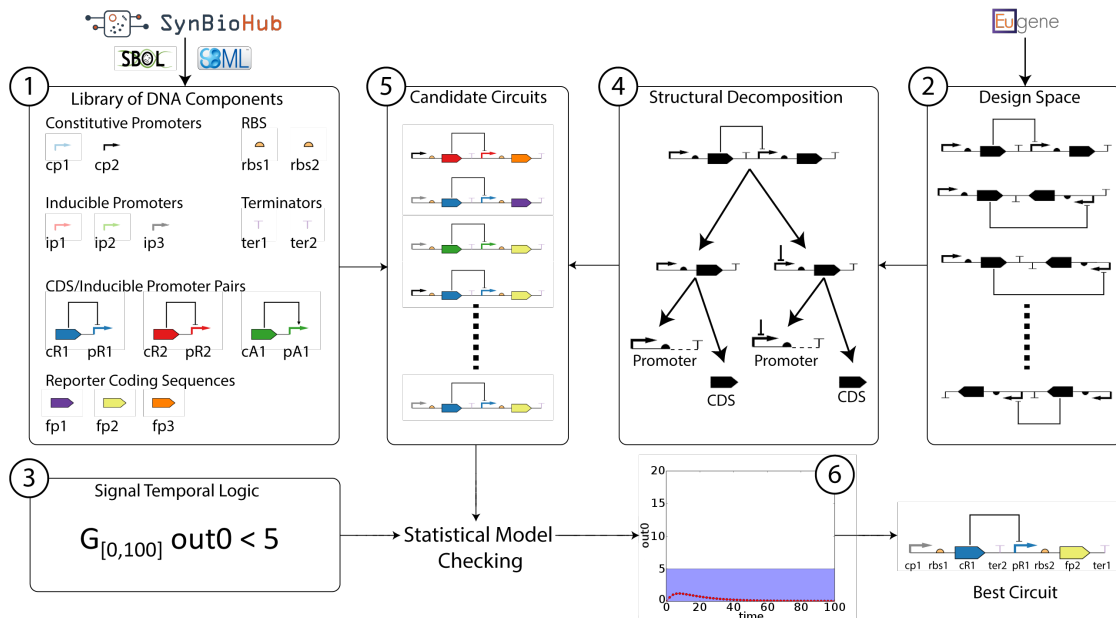 SynBioHub
SBOL
SBML
Eugene
1
Library of DNA Components
Constitutive Promoters
RBS
cp1
cp2
rbs1
rbs2
Inducible Promoters
Terminators
ip1
ip2
ip3
ter1
ter2
CDS/Inducible Promoter Pairs
cR1
pR1
cR2
pR2
cA1
pA1
Reporter Coding Sequences
fp1
fp2
fp3
5
Candidate Circuits
4
Structural Decomposition
Promoter
Promoter
CDS
CDS
2
Design Space
3
Signal Temporal Logic
G[0,100] out0 < 5
Statistical Model
Checking
6
20
15
10
5
0
out0
0
20
40
60
80
100
time
cp1
rbs1
cR1
ter2
pR1
rbs2
fp2
ter1
Best Circuit